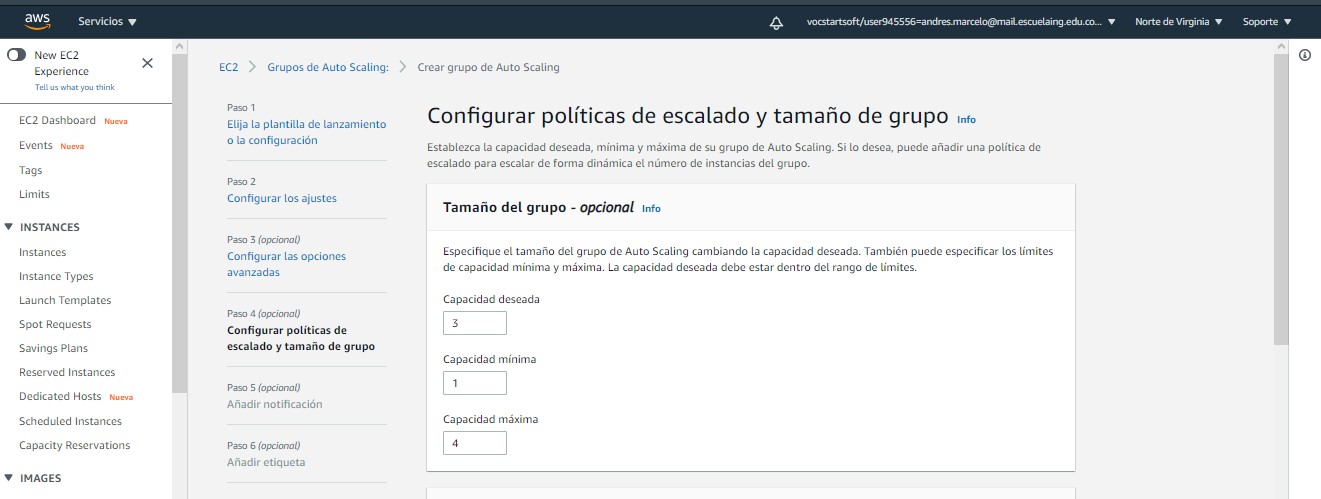 aws
Servicios
vocstartsoft/user945556=andres.marcelo@mail.escuelaing.edu.co...
Norte de Virginia
Soporte
New EC2
Experience
Tell us what you think
EC2 Dashboard Nueva
Events Nueva
Tags
Limits
INSTANCES
Instances
Instance Types
Launch Templates
Spot Requests
Savings Plans
Reserved Instances
Dedicated Hosts Nueva
Scheduled Instances
Capacity Reservations
IMAGES
EC2 > Grupos de Auto Scaling: > Crear grupo de Auto Scaling
Paso 1
Elija la plantilla de lanzamiento
o la configuración
Paso 2
Configurar los ajustes
Paso 3 (opcional)
Configurar las opciones
avanzadas
Paso 4 (opcional)
Configurar políticas de
escalado y tamaño de grupo
Paso 5 (opcional)
Añadir notificación
Paso 6 (opcional)
Añadir etiqueta
Configurar políticas de escalado y tamaño de grupo Info
Establezca la capacidad deseada, mínima y máxima de su grupo de Auto Scaling. Si lo desea, puede añadir una política de
escalado para escalar de forma dinámica el número de instancias del grupo.
Tamaño del grupo - opcional Info
Especifique el tamaño del grupo de Auto Scaling cambiando la capacidad deseada. También puede especificar los límites
de capacidad mínima y máxima. La capacidad deseada debe estar dentro del rango de límites.
Capacidad deseada
3
Capacidad mínima
1
Capacidad máxima
4